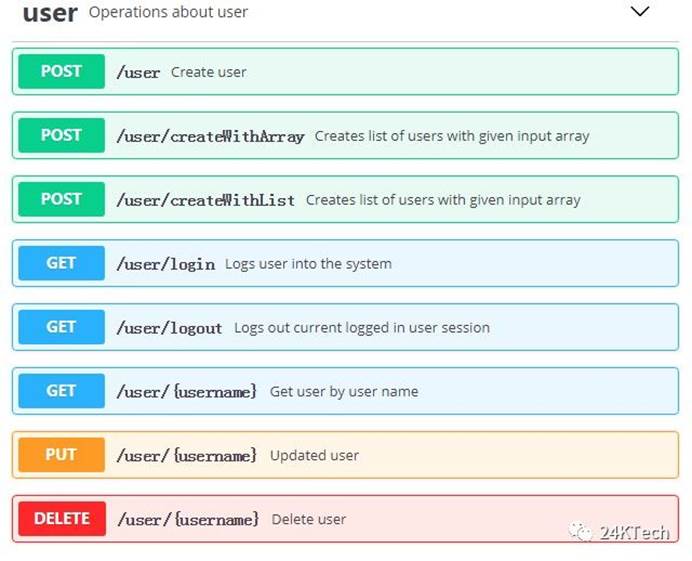 user Operations about user
POST /user Create user
POST /user/createWithArray Creates list of users with given input array
POST /user/createWithList Creates list of users with given input array
GET /user/login Logs user into the system
GET /user/logout Logs out current logged in user session
GET /user/{username} Get user by user name
PUT /user/{username} Updated user
DELETE /user/{username} Delete user
24KTech